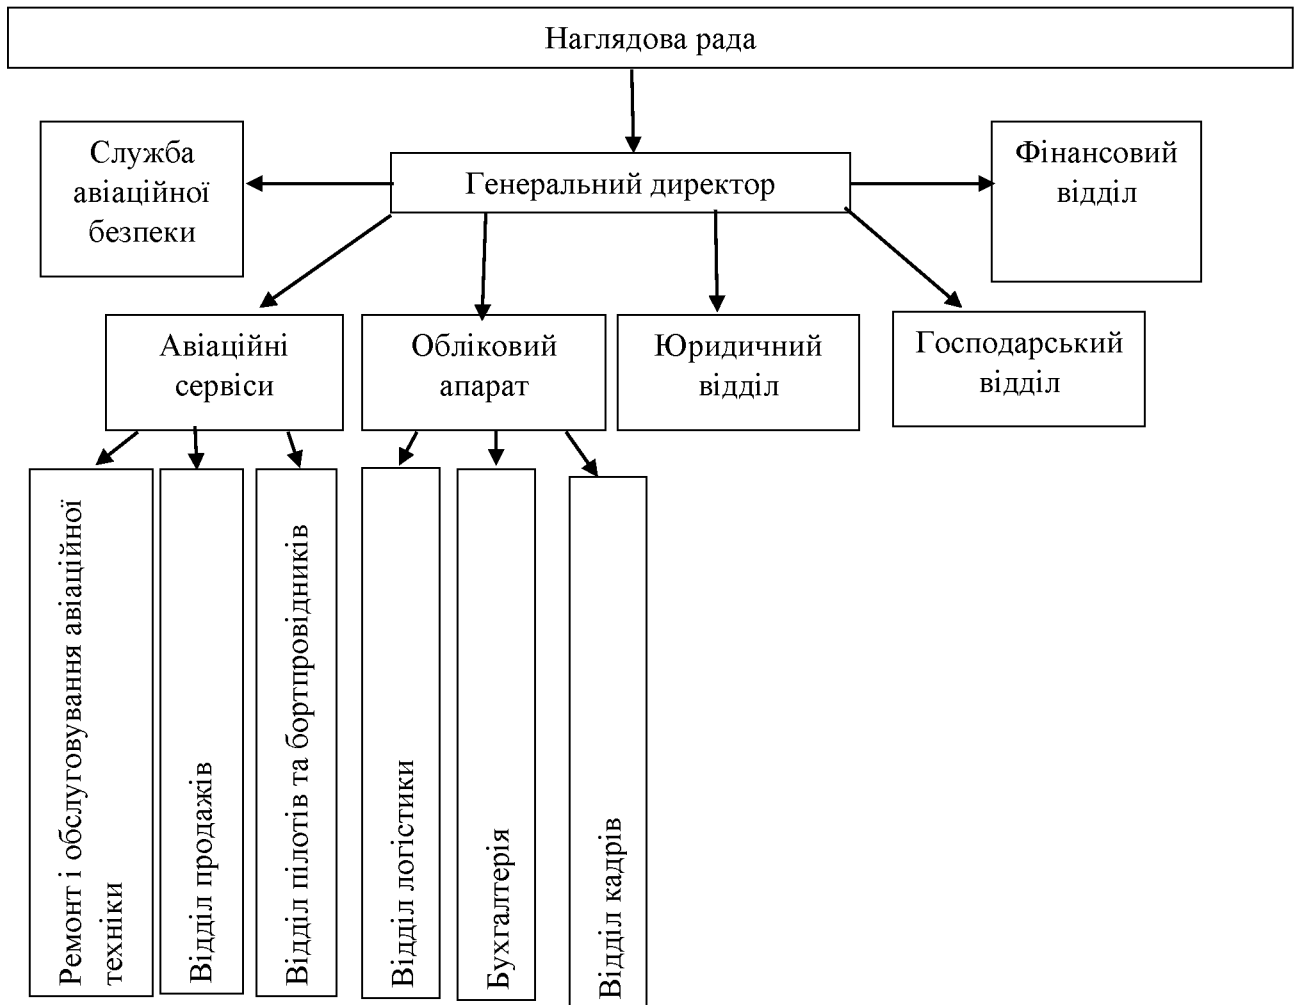 Наглядова рада
Служба
авіаційної
безпеки
Генеральний директор
Фінансовий
відділ
Авіаційні
сервіси
Обліковий
апарат
Юридичний
відділ
Господарський
відділ
Ремонт і обслуговування авіаційної
техніки
Відділ продажів
Відділ пілотів та бортпровідників
Відділ логістики
Бухгалтерія
Відділ кадрів